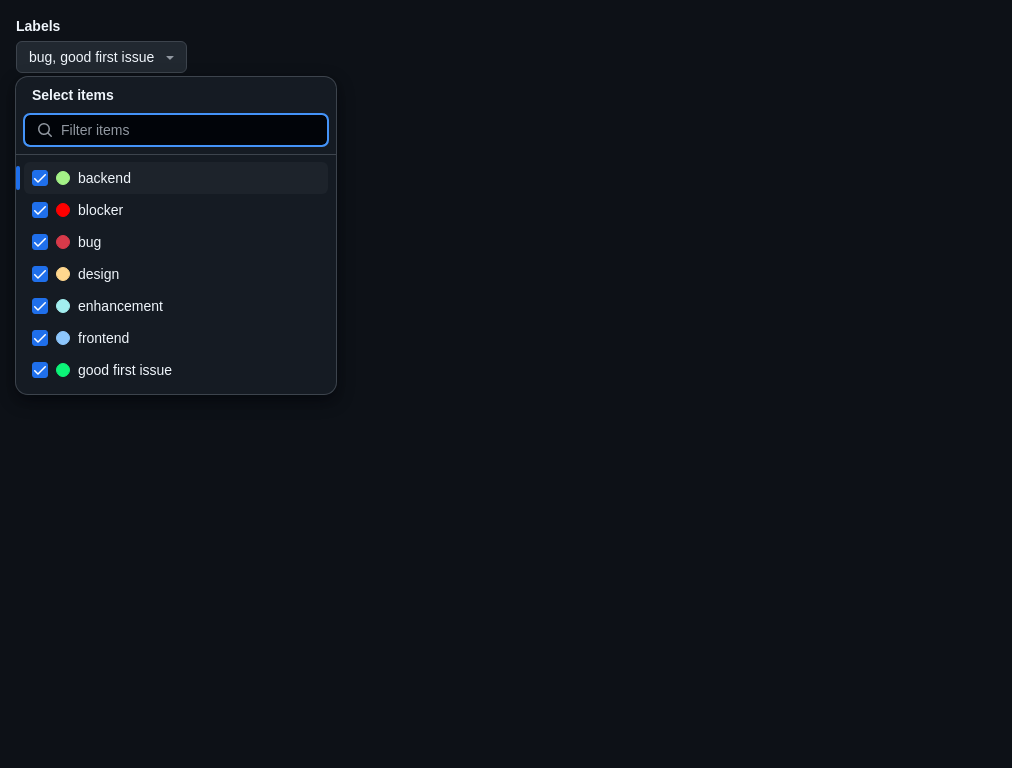 Labels
bug, good first issue
Select items
Filter items
backend
blocker
bug
design
enhancement
frontend
good first issue